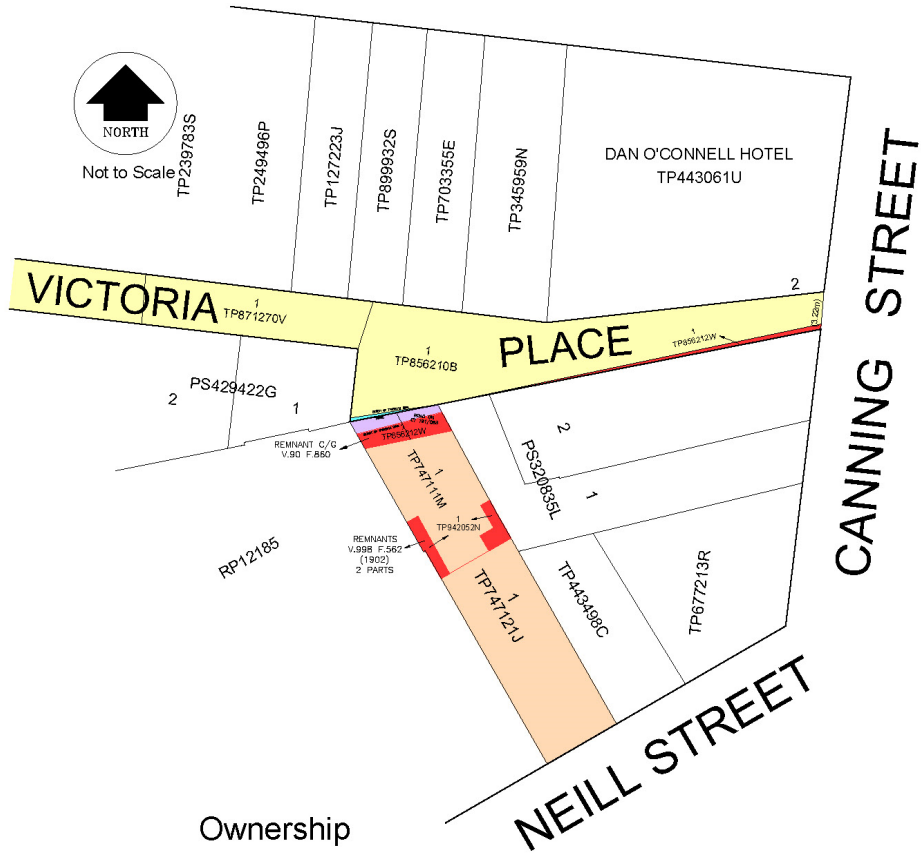 NORTH
Not to Scale
TP239783S
TP249496P
TP127223J
TP899932S
TP703355E
TP345959N
DAN O'CONNELL HOTEL
TP443061U
CANNING STREET
2
(3.22m)
VICTORIA
1
TP871270V
PLACE
1
TP856212W
1
TP856210B
PS429422G
2
1
REMNANT C/G
V.90 F.860
TP856212W
1
TP747111M
2
PS320835L
1
1
TP942052N
REMNANTS
V.998 F.562
(1902)
2 PARTS
RP12185
1
TP747121J
TP443498C
TP677213R
NEILL STREET
Ownership